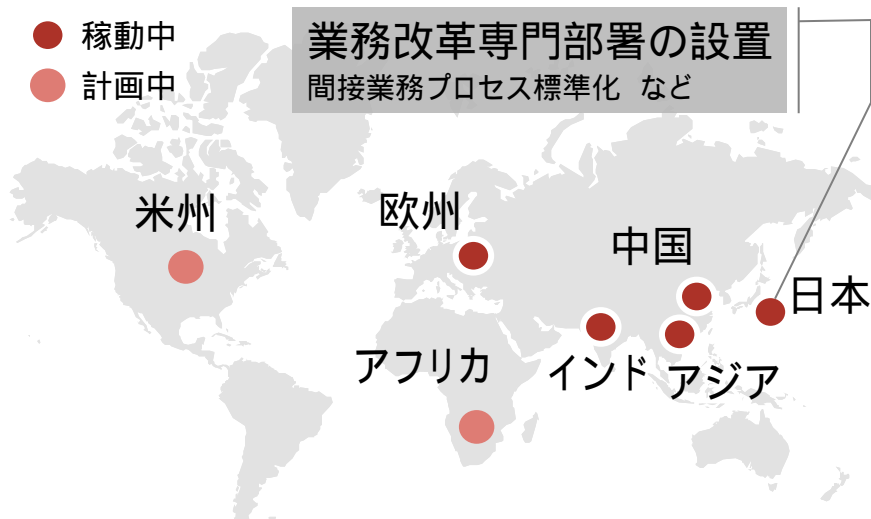 稼動中
計画中
業務改革専門部署の設置
間接業務プロセス標準化 など
米州
欧州
中国
日本
アフリカ
インド
アジア